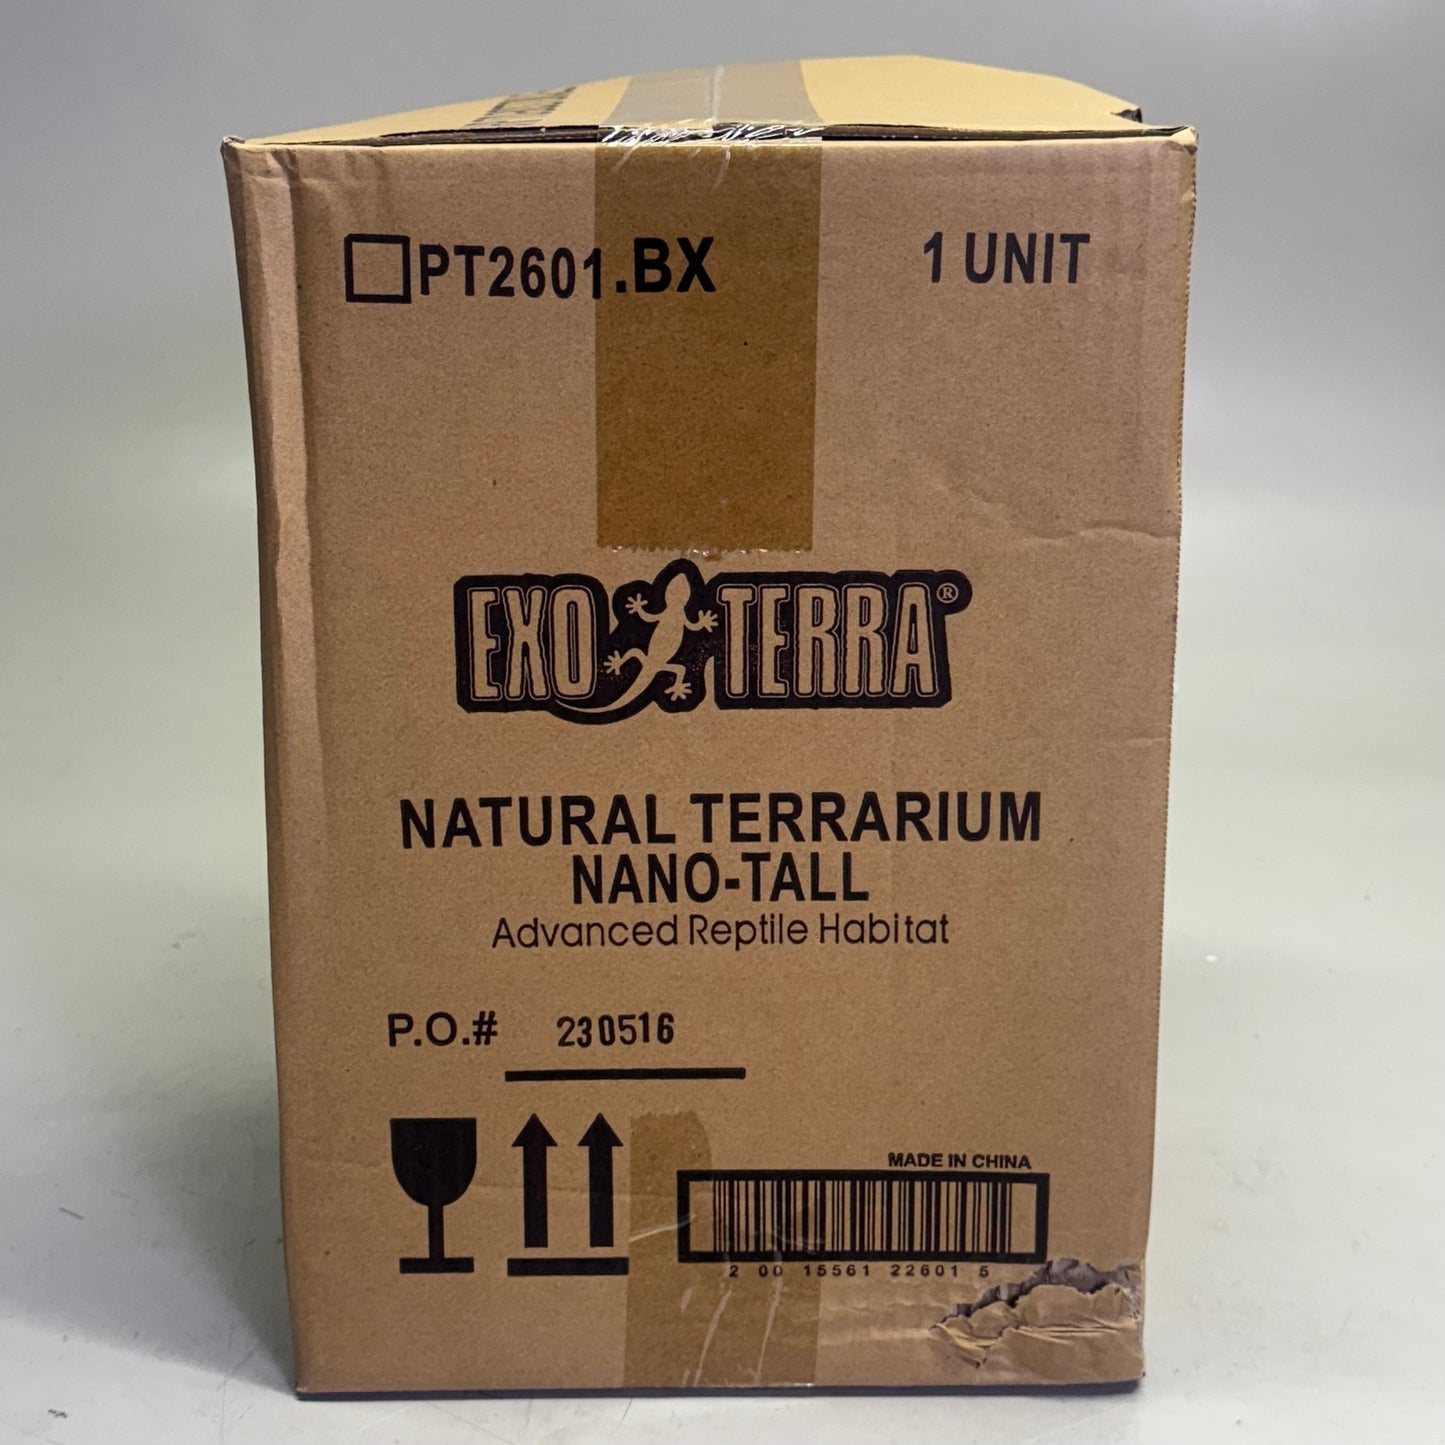 PT2601.BX 1 UNIT
EXO TERRA®
NATURAL TERRARIUM
NANO-TALL
Advanced Reptile Habitat
P.O.# 230516
MADE IN CHINA
2 00 15561 22601 5